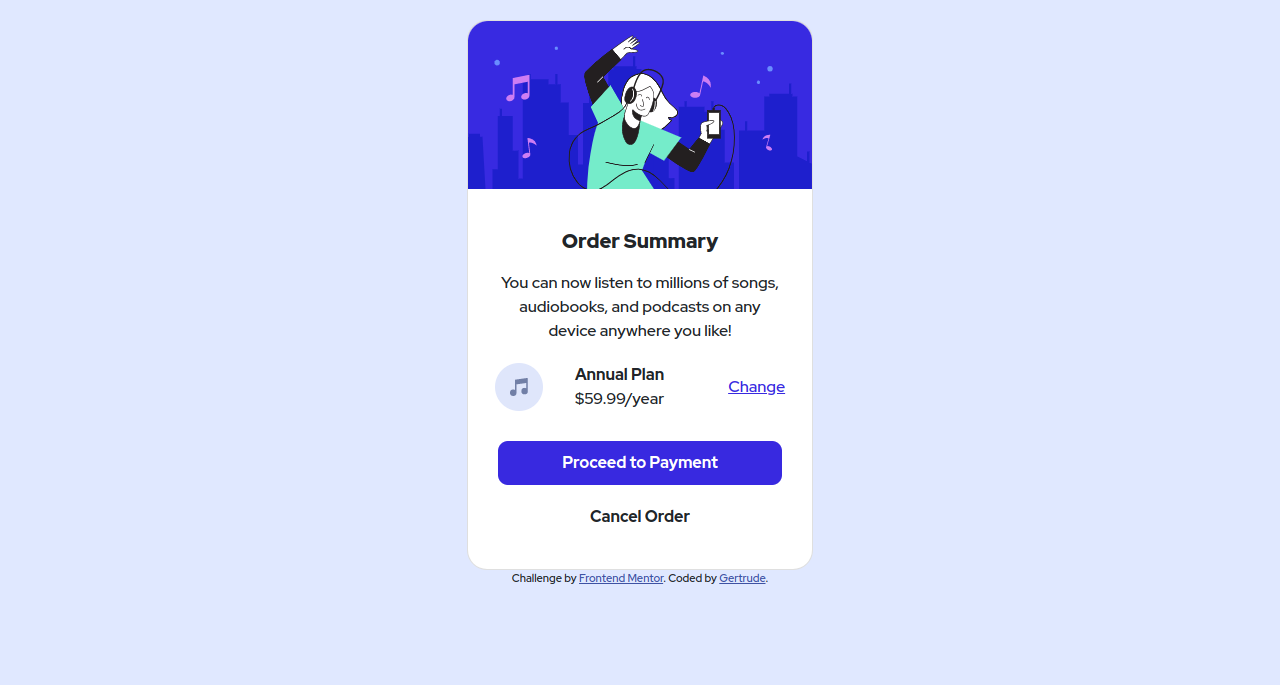 Order Summary
You can now listen to millions of songs,
audiobooks, and podcasts on any
device anywhere you like!
Annual Plan
$59.99/year
Change
Proceed to Payment
Cancel Order
Challenge by Frontend Mentor. Coded by Gertrude.